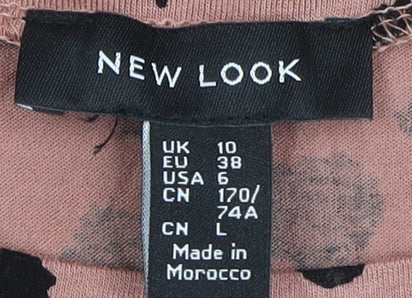 NEW LOOK
UK 10
EU 38
USA 6
CN 170/
74A
CN L
Made in
Morocco